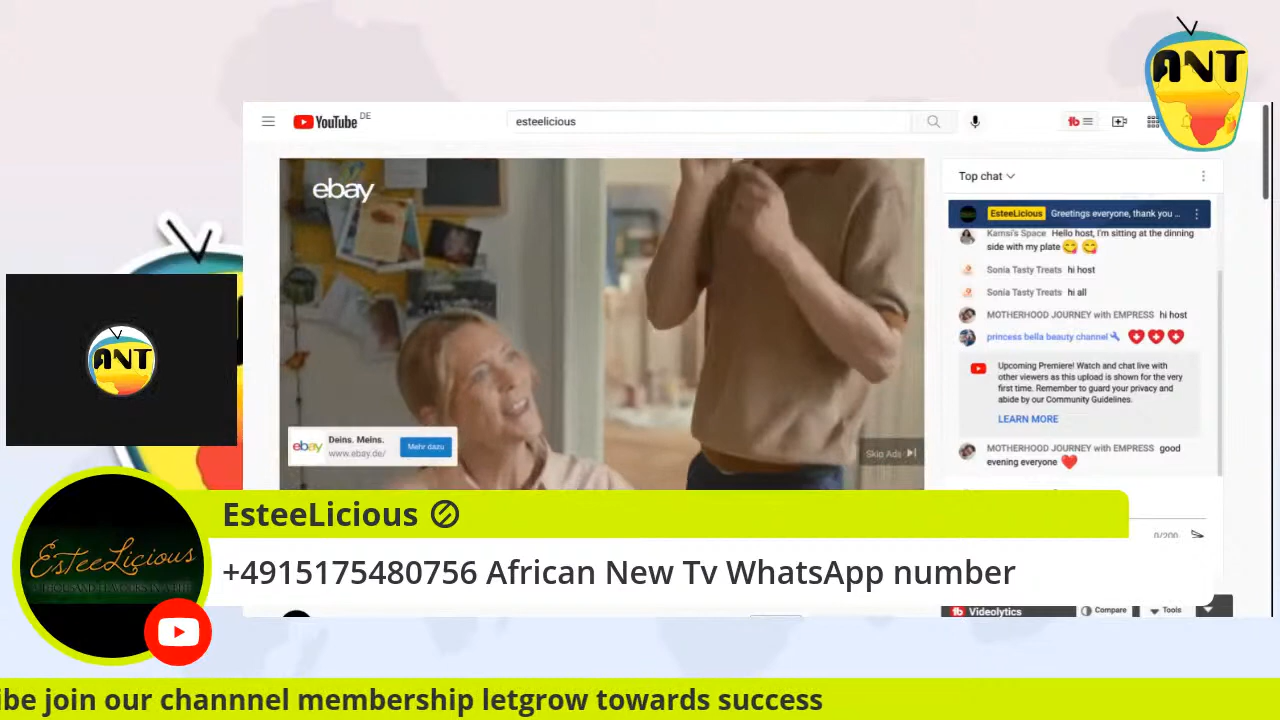 ANT
YouTube DE
esteelicious
ebay
Top chat
EsteeLicious Greetings everyone, thank you ...
Kamsi's Space Hello host, I'm sitting at the dinning
side with my plate
Sonia Tasty Treats hi host
Sonia Tasty Treats hi all
MOTHERHOOD JOURNEY with EMPRESS hi host
princess bella beauty channel
Upcoming Premiere! Watch and chat live with
other viewers as this upload is shown for the very
first time. Remember to guard your privacy and
abide by our Community Guidelines.
LEARN MORE
MOTHERHOOD JOURNEY with EMPRESS good
evening everyone
ebay Deins. Meins.
www.ebay.de/
Mehr dazu
Skip Ads
ANT
0/200
EsteeLicious
EsteeLicious
+4915175480756 African New Tv WhatsApp number
Videolytics
Compare
Tools
ibe join our channnel membership letgrow towards success